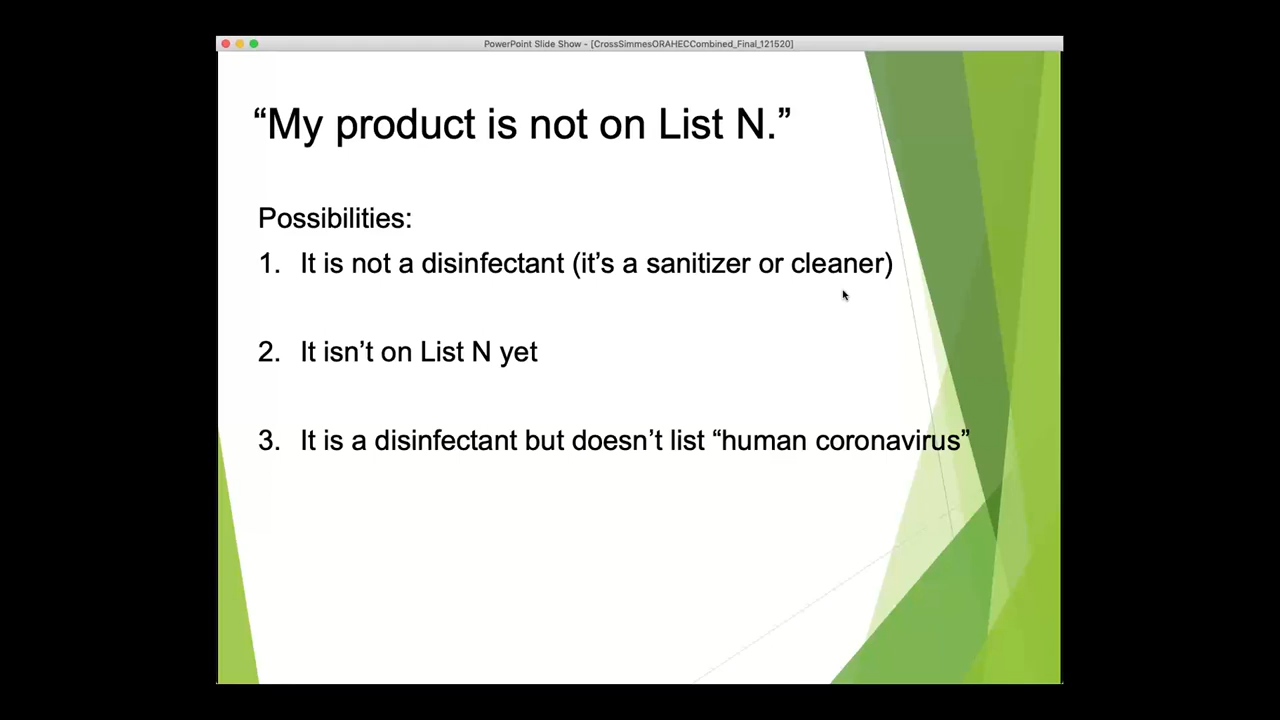 PowerPoint Slide Show - [CrossSimmesORAHECCombined_Final_121520]
“My product is not on List N.”
Possibilities:
1. It is not a disinfectant (it’s a sanitizer or cleaner)
2. It isn’t on List N yet
3. It is a disinfectant but doesn’t list “human coronavirus”